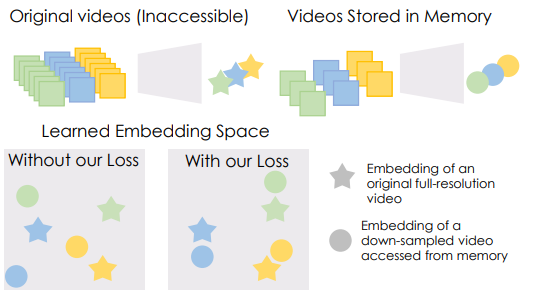 Original videos (Inaccessible)
Videos Stored in Memory
Learned Embedding Space
Without our Loss
With our Loss
Embedding of an
original full-resolution
video
Embedding of a
down-sampled video
accessed from memory